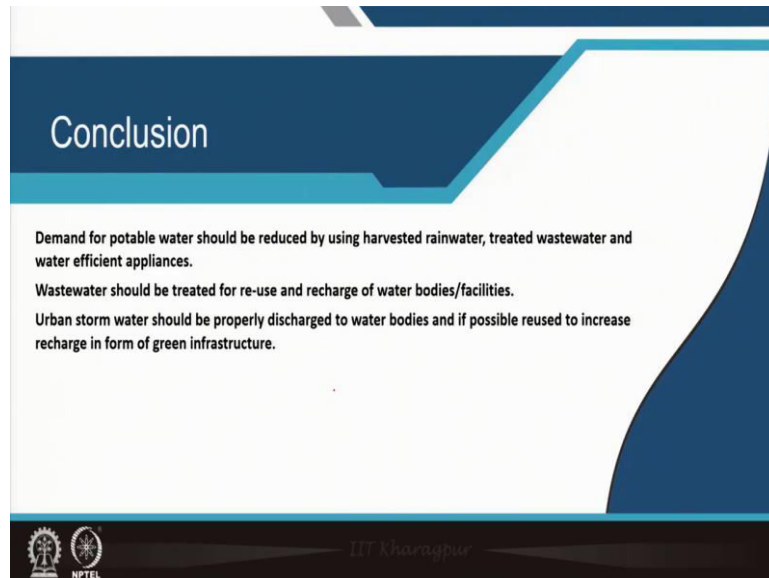 Conclusion
Demand for potable water should be reduced by using harvested rainwater, treated wastewater and
water efficient appliances.
Wastewater should be treated for re-use and recharge of water bodies/facilities.
Urban storm water should be properly discharged to water bodies and if possible reused to increase
recharge in form of green infrastructure.
IIT Kharagpur
NPTEL